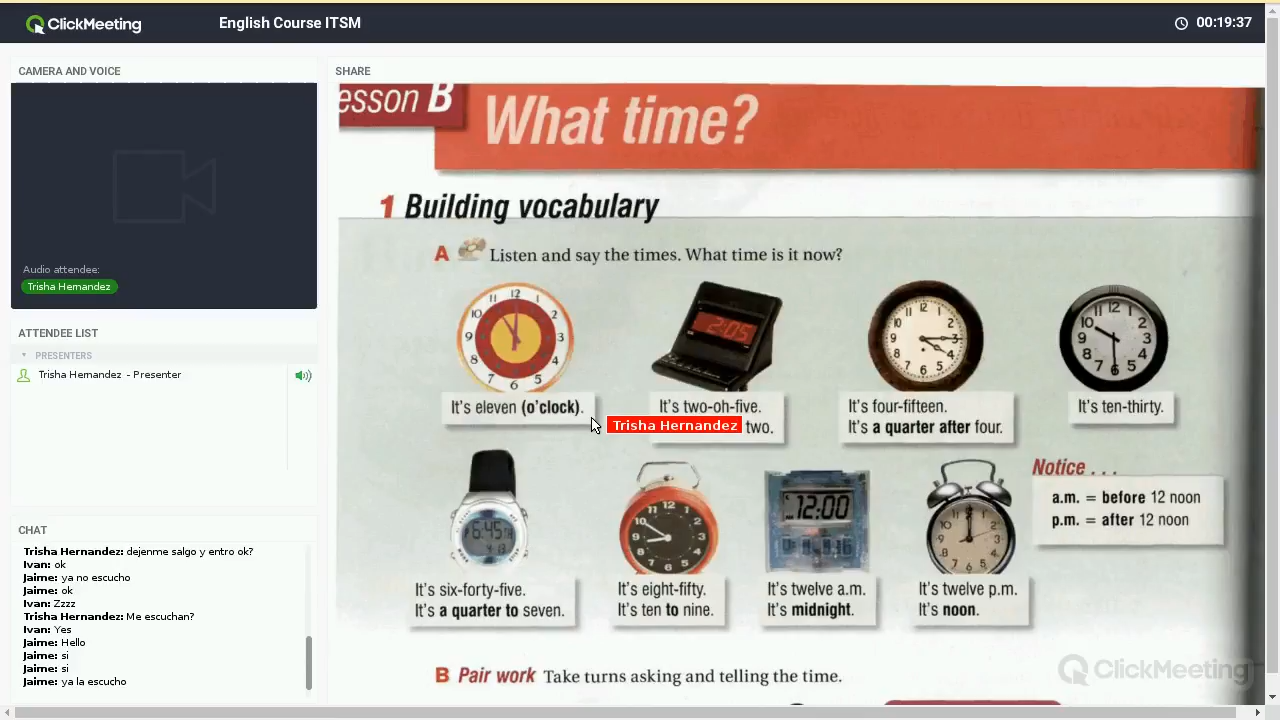 ClickMeeting
English Course ITSM
00:19:37
CAMERA AND VOICE
Audio attendee:
Trisha Hernandez
ATTENDEE LIST
PRESENTERS
Trisha Hernandez - Presenter
CHAT
Trisha Hernandez: dejenme salgo y entro ok?
Ivan: ok
Jaime: ya no escucho
Jaime: ok
Ivan: Zzzz
Trisha Hernandez: Me escuchan?
Ivan: Yes
Jaime: Hello
Jaime: si
Jaime: si
Jaime: ya la escucho
SHARE
esson B
What time?
1 Building vocabulary
A Listen and say the times. What time is it now?
2:05
It's eleven (o'clock).
It's two-oh-five.
two.
Trisha Hernandez
It's four-fifteen.
It's a quarter after four.
It's ten-thirty.
6:45
12:00
It's six-forty-five.
It's a quarter to seven.
It's eight-fifty.
It's ten to nine.
It's twelve a.m.
It's midnight.
It's twelve p.m.
It's noon.
Notice . . .
a.m. = before 12 noon
p.m. = after 12 noon
B Pair work Take turns asking and telling the time.
ClickMeeting